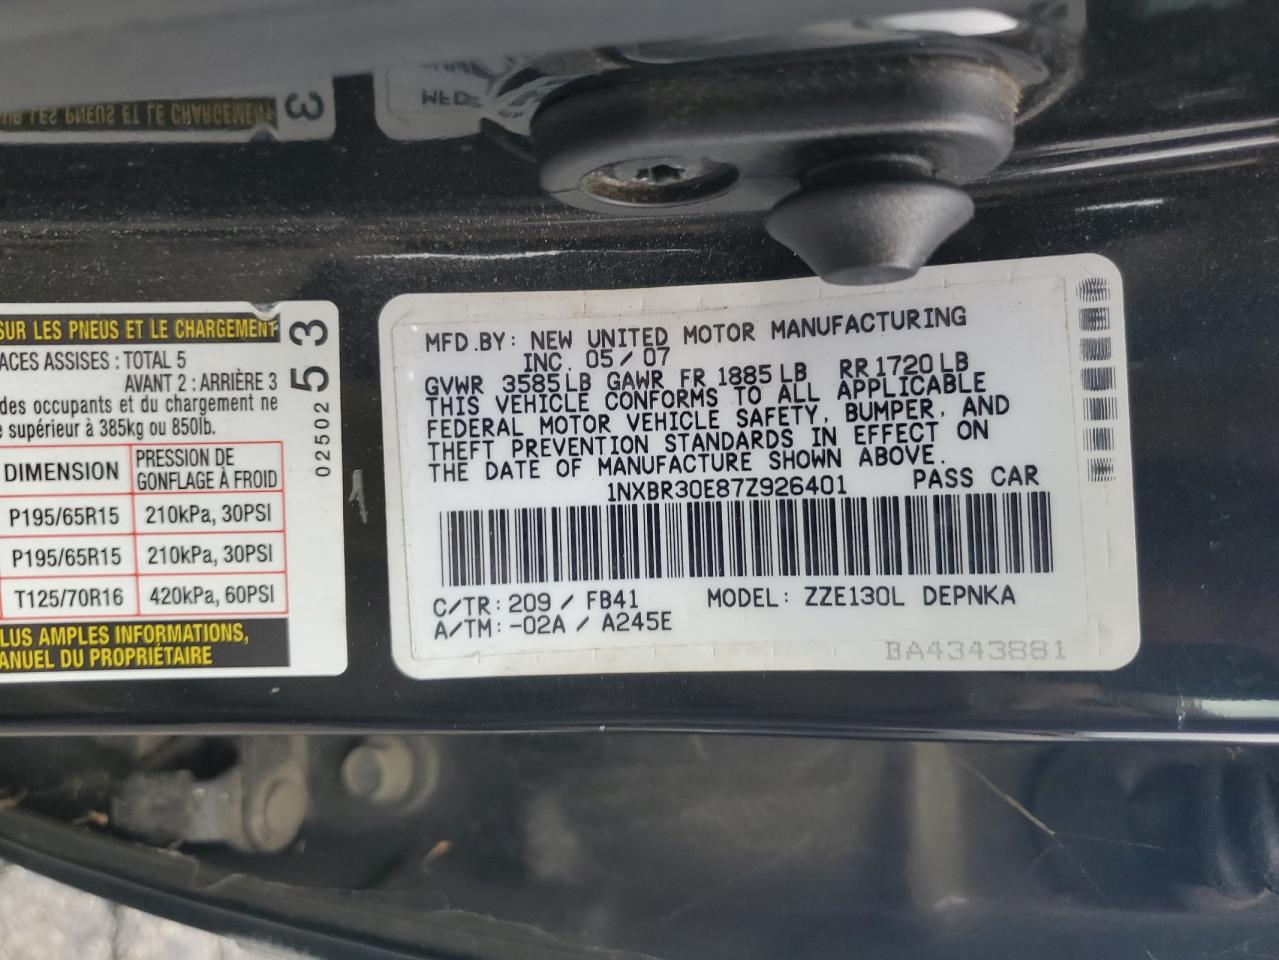 SUR LES PNEUS ET LE CHARGEMENT
ACES ASSISES : TOTAL 5
AVANT 2 : ARRIÈRE 3
des occupants et du chargement ne
e supérieur à 385kg ou 850lb.
DIMENSION PRESSION DE GONFLAGE À FROID
P195/65R15 210kPa, 30PSI
P195/65R15 210kPa, 30PSI
T125/70R16 420kPa, 60PSI
LUS AMPLES INFORMATIONS,
ANUEL DU PROPRIÉTAIRE
02502 53
MFD.BY: NEW UNITED MOTOR MANUFACTURING
INC. 05/07
GVWR 3585LB GAWR FR 1885LB RR 1720LB
THIS VEHICLE CONFORMS TO ALL APPLICABLE
FEDERAL MOTOR VEHICLE SAFETY, BUMPER, AND
THEFT PREVENTION STANDARDS IN EFFECT ON
THE DATE OF MANUFACTURE SHOWN ABOVE.
1NXBR30E87Z926401 PASS CAR
C/TR: 209 / FB41 MODEL: ZZE130L DEPNKA
A/TM: -02A / A245E
BA4343881